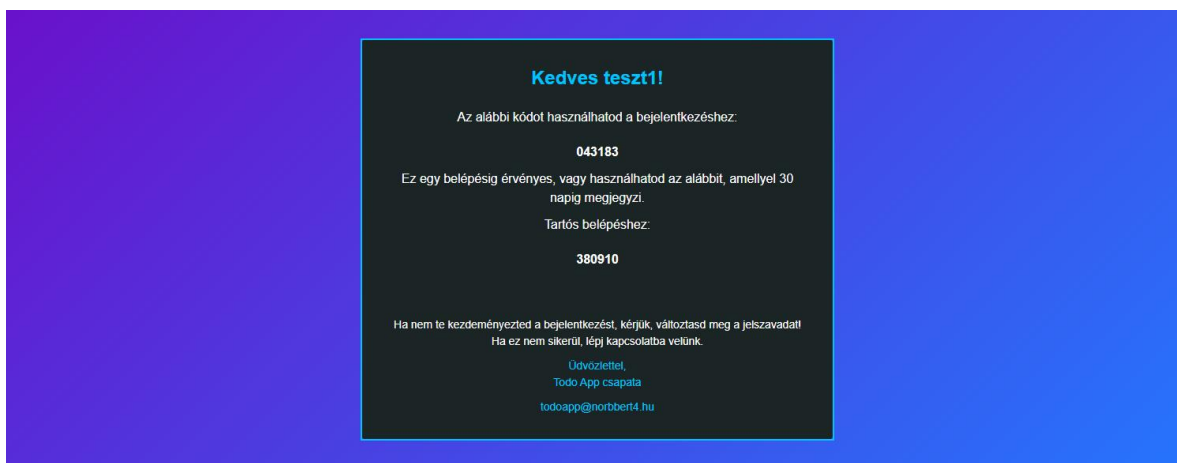 Kedves teszt1!
Az alábbi kódot használhatod a bejelentkezéshez:
043183
Ez egy belépésig érvényes, vagy használhatod az alábbit, amellyel 30
napig megjegyzi.
Tartós belépéshez:
380910
Ha nem te kezdeményezted a bejelentkezést, kérjük, változtasd meg a jelszavadat!
Ha ez nem sikerül, lépj kapcsolatba velünk.
Üdvözlettel,
Todo App csapata
todoapp@norbbert4.hu